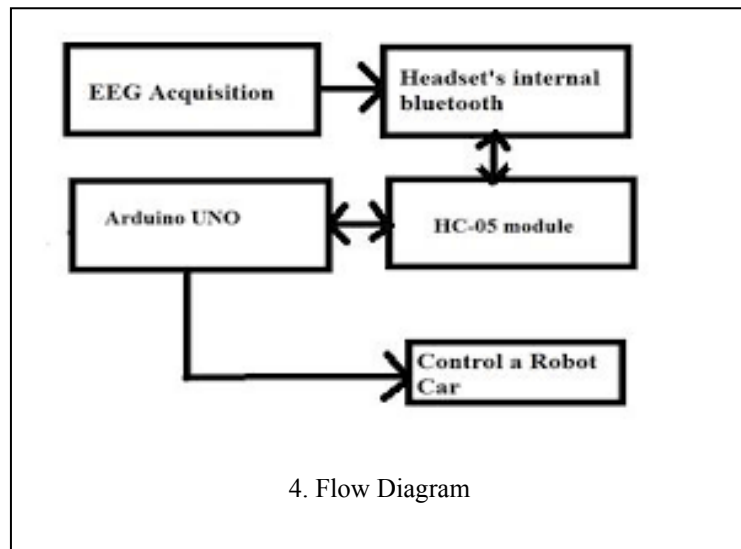 EEG Acquisition
Headset's internal
bluetooth
Arduino UNO
HC-05 module
Control a Robot
Car
4. Flow Diagram